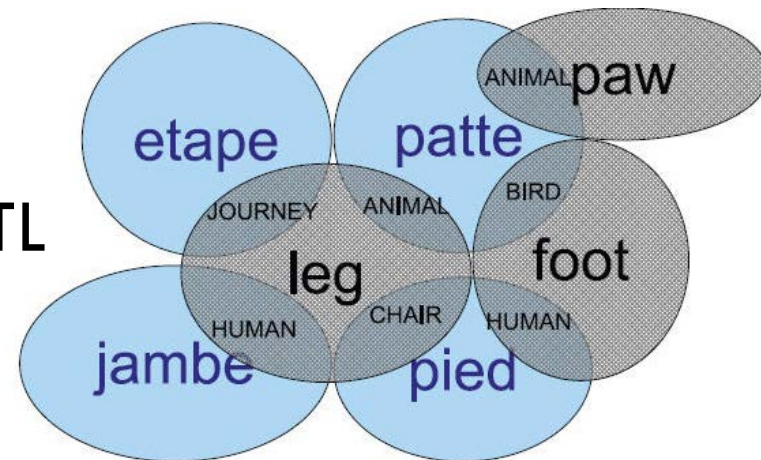 ANIMAL paw
etape patte
BIRD
JOURNEY ANIMAL
TL
leg foot
HUMAN CHAIR HUMAN
jambe pied